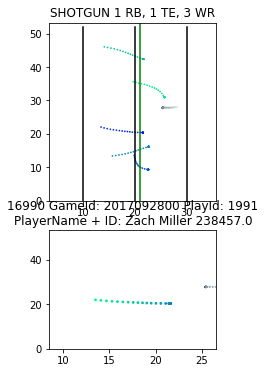 SHOTGUN 1 RB, 1 TE, 3 WR
50
40
30
20
10
0
10 20 30
16990 GameId: 2017092800 PlayId: 1991
PlayerName + ID: Zach Miller 238457.0
40
20
0
10 15 20 25